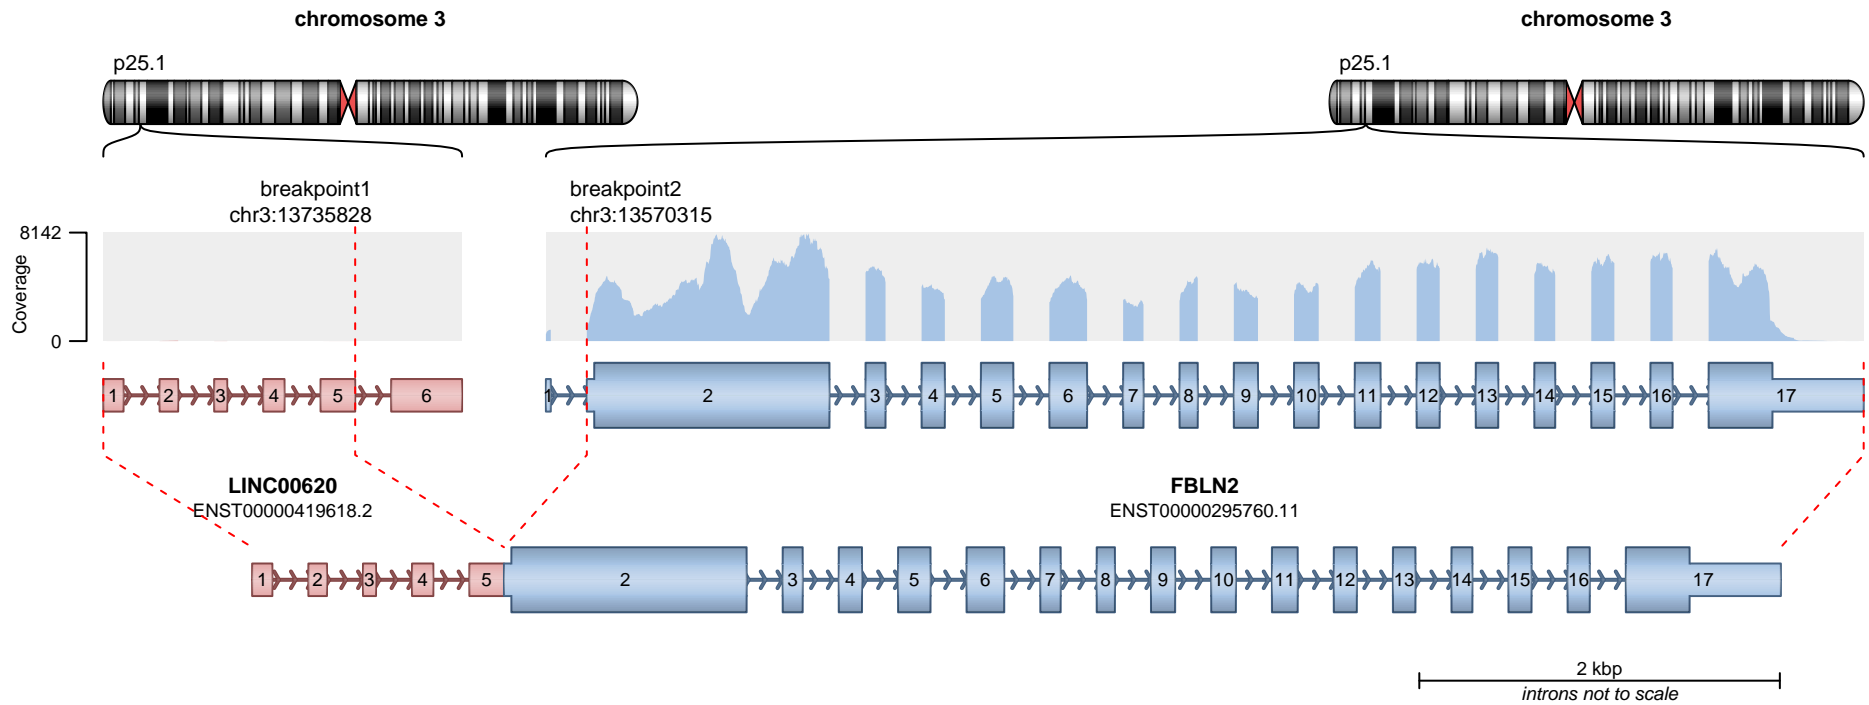 chromosome 3
chromosome 3
p25.1
p25.1
breakpoint1
chr3:13735828
breakpoint2
chr3:13570315
8142
Coverage
0
1 2 3 4 5 6
1 2 3 4 5 6 7 8 9 10 11 12 13 14 15 16 17
LINC00620
ENST00000419618.2
FBLN2
ENST00000295760.11
1 2 3 4 5 2 3 4 5 6 7 8 9 10 11 12 13 14 15 16 17
2 kbp
introns not to scale